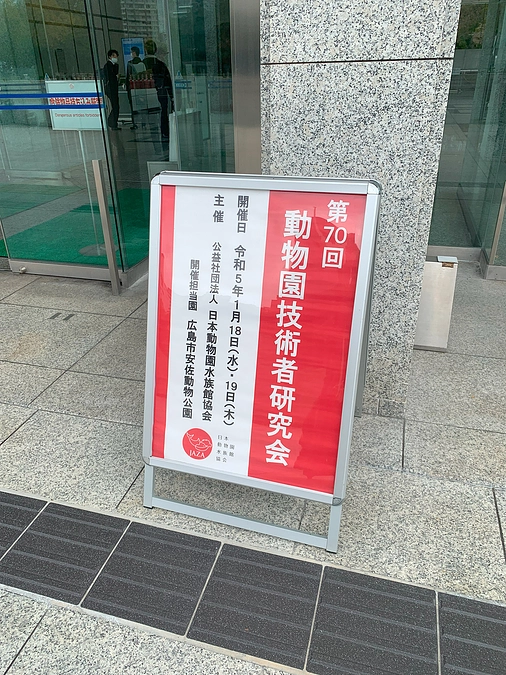 第70回
動物園技術者研究会
開催日 令和5年1月18日(水)・19日(木)
主催 公益社団法人 日本動物園水族館協会
開催担当園 広島市安佐動物公園
JAZA
日本
動物園
水族館
協会